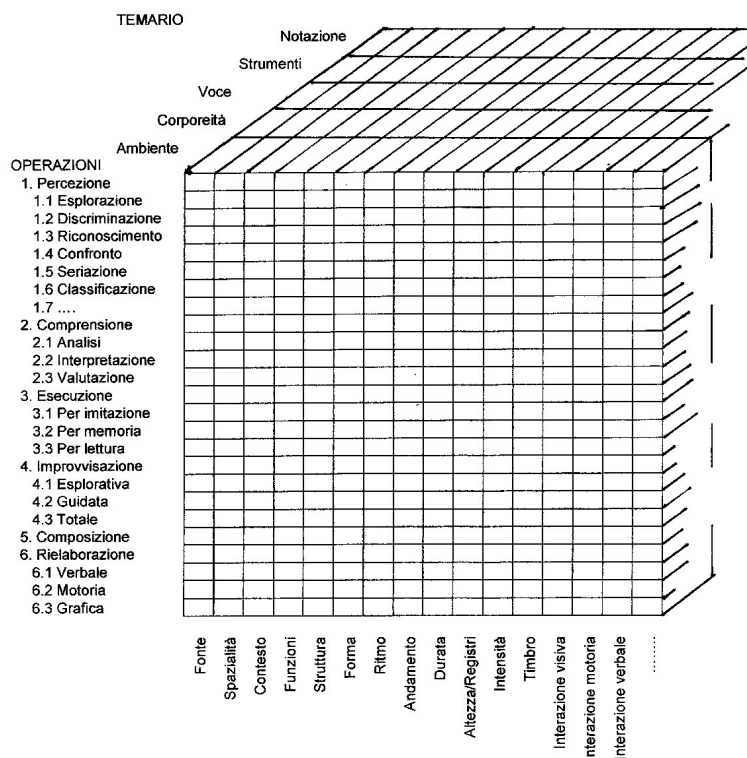 TEMARIO
Notazione
Strumenti
Voce
Corporeità
Ambiente
OPERAZIONI
1. Percezione
1.1 Esplorazione
1.2 Discriminazione
1.3 Riconoscimento
1.4 Confronto
1.5 Seriazione
1.6 Classificazione
1.7 ....
2. Comprensione
2.1 Analisi
2.2 Interpretazione
2.3 Valutazione
3. Esecuzione
3.1 Per imitazione
3.2 Per memoria
3.3 Per lettura
4. Improvvisazione
4.1 Esplorativa
4.2 Guidata
4.3 Totale
5. Composizione
6. Rielaborazione
6.1 Verbale
6.2 Motoria
6.3 Grafica
Fonte
Spazialità
Contesto
Funzioni
Struttura
Forma
Ritmo
Andamento
Durata
Altezza/Registri
Intensità
Timbro
Interazione visiva
nterazione motoria
Interazione verbale
.........